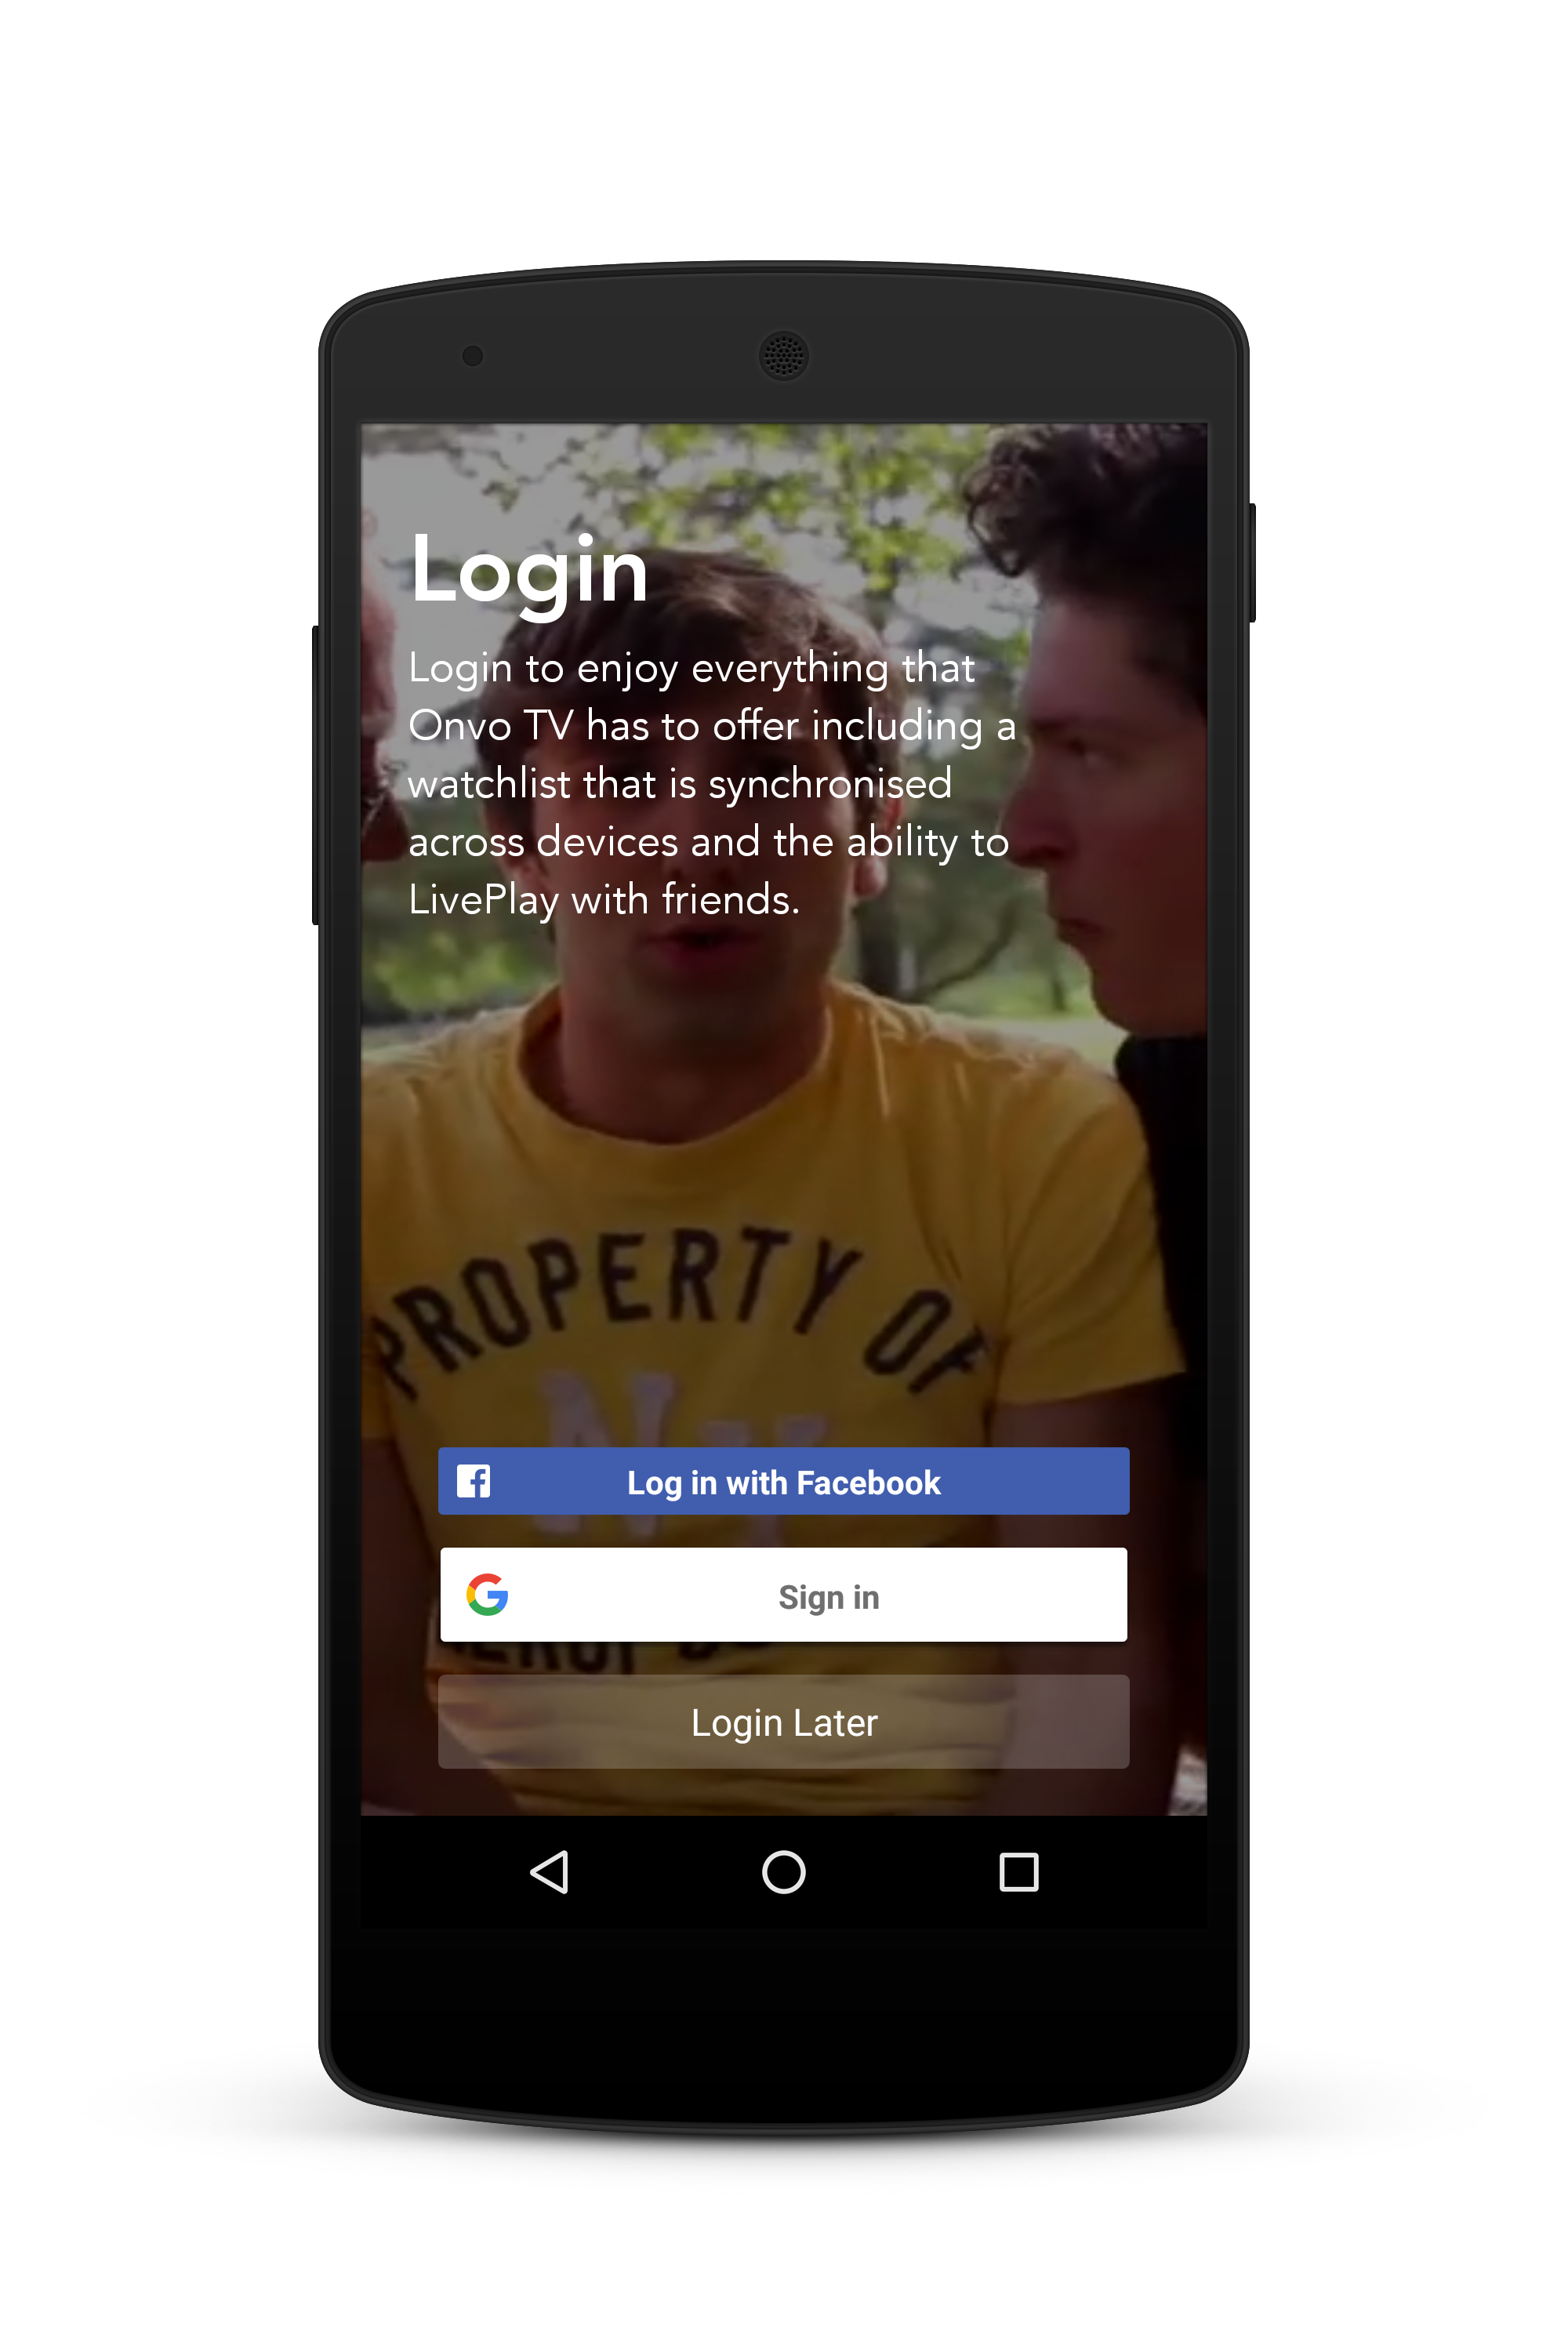 Login
Login to enjoy everything that
Onvo TV has to offer including a
watchlist that is synchronised
across devices and the ability to
LivePlay with friends.
PROPERTY OF
NY
Log in with Facebook
Sign in
Login Later